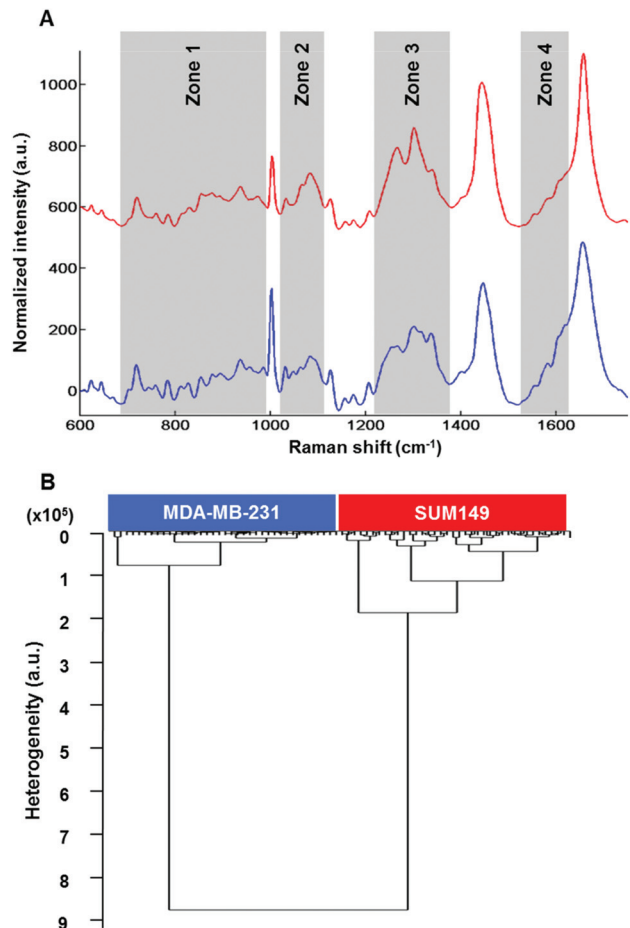 A
Zone 1
Zone 2
Zone 3
Zone 4
1000
800
600
400
200
0
Normalized intensity (a.u.)
600 800 1000 1200 1400 1600
Raman shift (cm⁻¹)
B
(x10⁵)
MDA-MB-231 SUM149
0
1
2
3
4
5
6
7
8
9
Heterogeneity (a.u.)